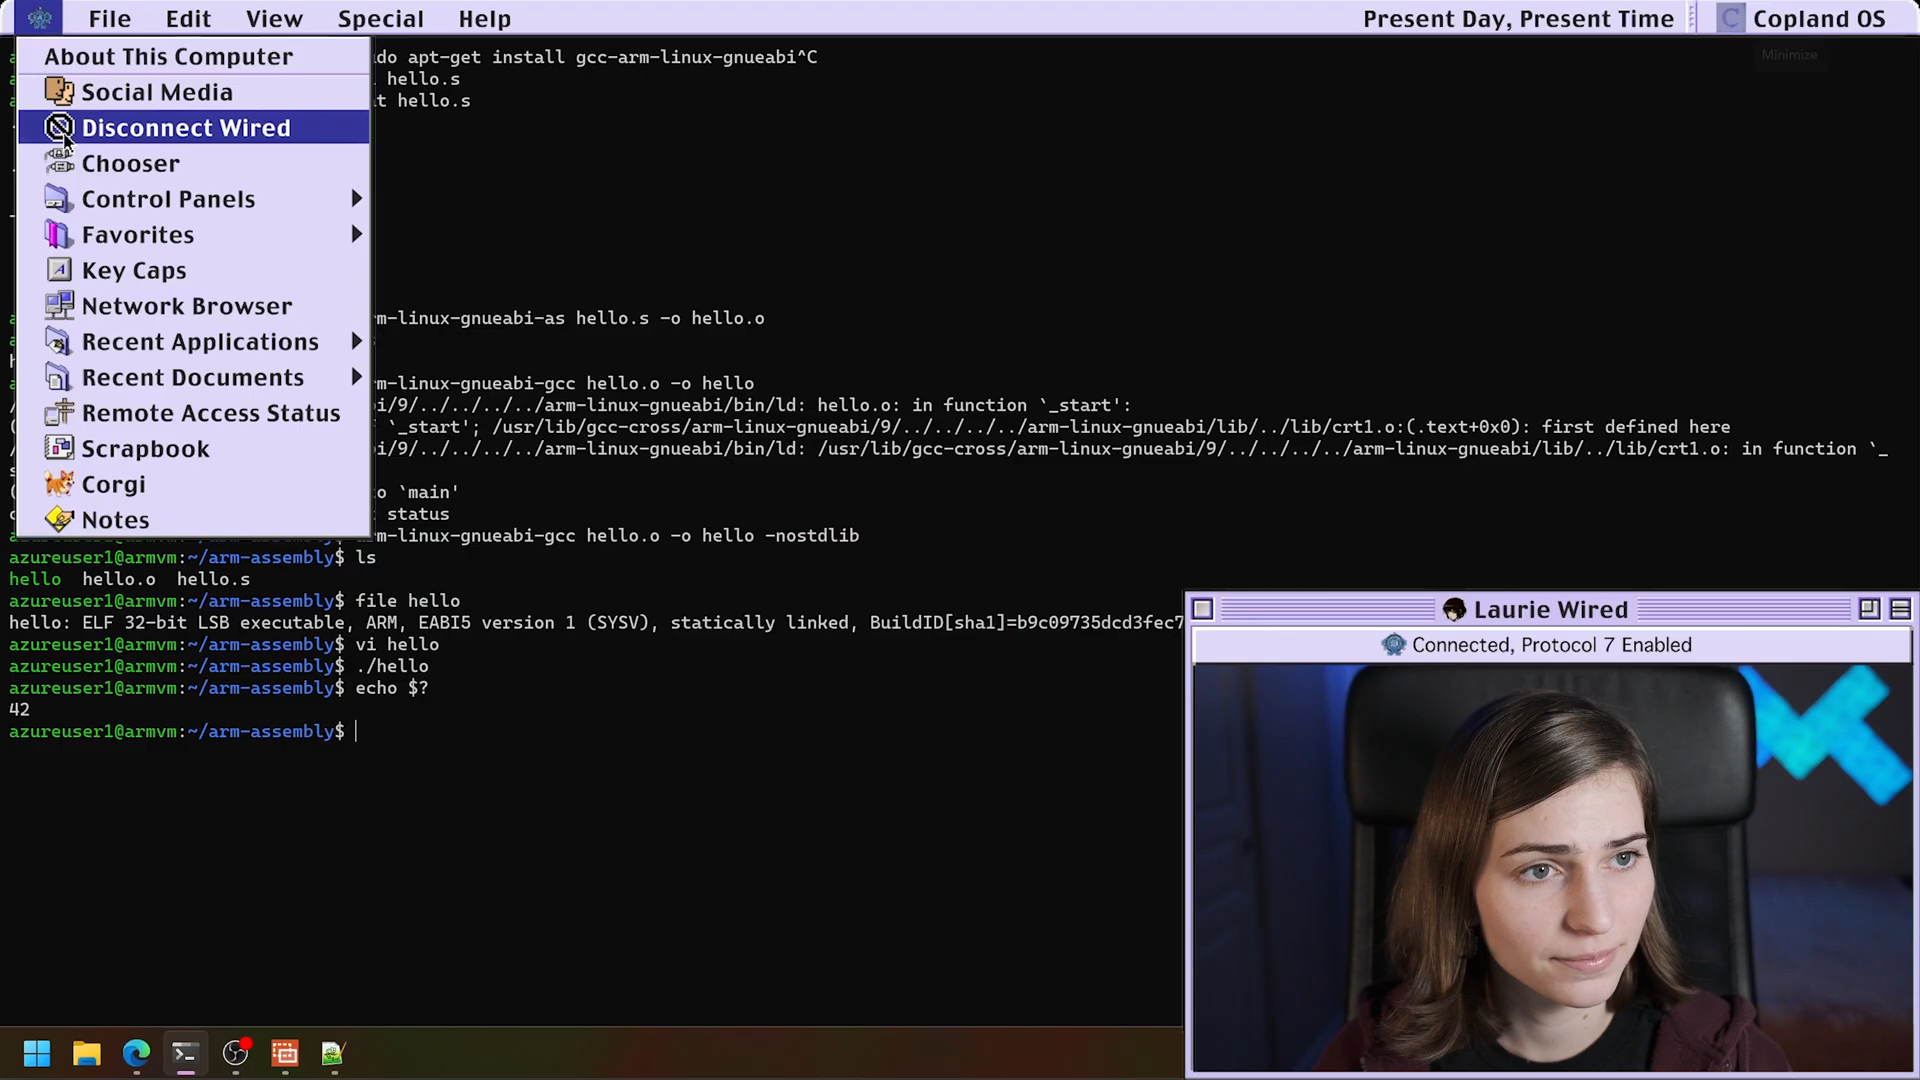 File Edit View Special Help Present Day, Present Time Copland OS
Minimize
About This Computer
Social Media
Disconnect Wired
Chooser
Control Panels
Favorites
Key Caps
Network Browser
Recent Applications
Recent Documents
Remote Access Status
Scrapbook
Corgi
Notes
do apt-get install gcc-arm-linux-gnueabi^C
hello.s
t hello.s
m-linux-gnueabi-as hello.s -o hello.o
m-linux-gnueabi-gcc hello.o -o hello
i/9/../../../../arm-linux-gnueabi/bin/ld: hello.o: in function `_start':
`_start'; /usr/lib/gcc-cross/arm-linux-gnueabi/9/../../../../arm-linux-gnueabi/lib/../lib/crt1.o:(.text+0x0): first defined here
i/9/../../../../arm-linux-gnueabi/bin/ld: /usr/lib/gcc-cross/arm-linux-gnueabi/9/../../../../arm-linux-gnueabi/lib/../lib/crt1.o: in function `_
o `main'
status
m-linux-gnueabi-gcc hello.o -o hello -nostdlib
azureuser1@armvm:~/arm-assembly$ ls
hello hello.o hello.s
azureuser1@armvm:~/arm-assembly$ file hello
hello: ELF 32-bit LSB executable, ARM, EABI5 version 1 (SYSV), statically linked, BuildID[sha1]=b9c09735dcd3fec7
azureuser1@armvm:~/arm-assembly$ vi hello
azureuser1@armvm:~/arm-assembly$ ./hello
azureuser1@armvm:~/arm-assembly$ echo $?
42
azureuser1@armvm:~/arm-assembly$
Laurie Wired
Connected, Protocol 7 Enabled